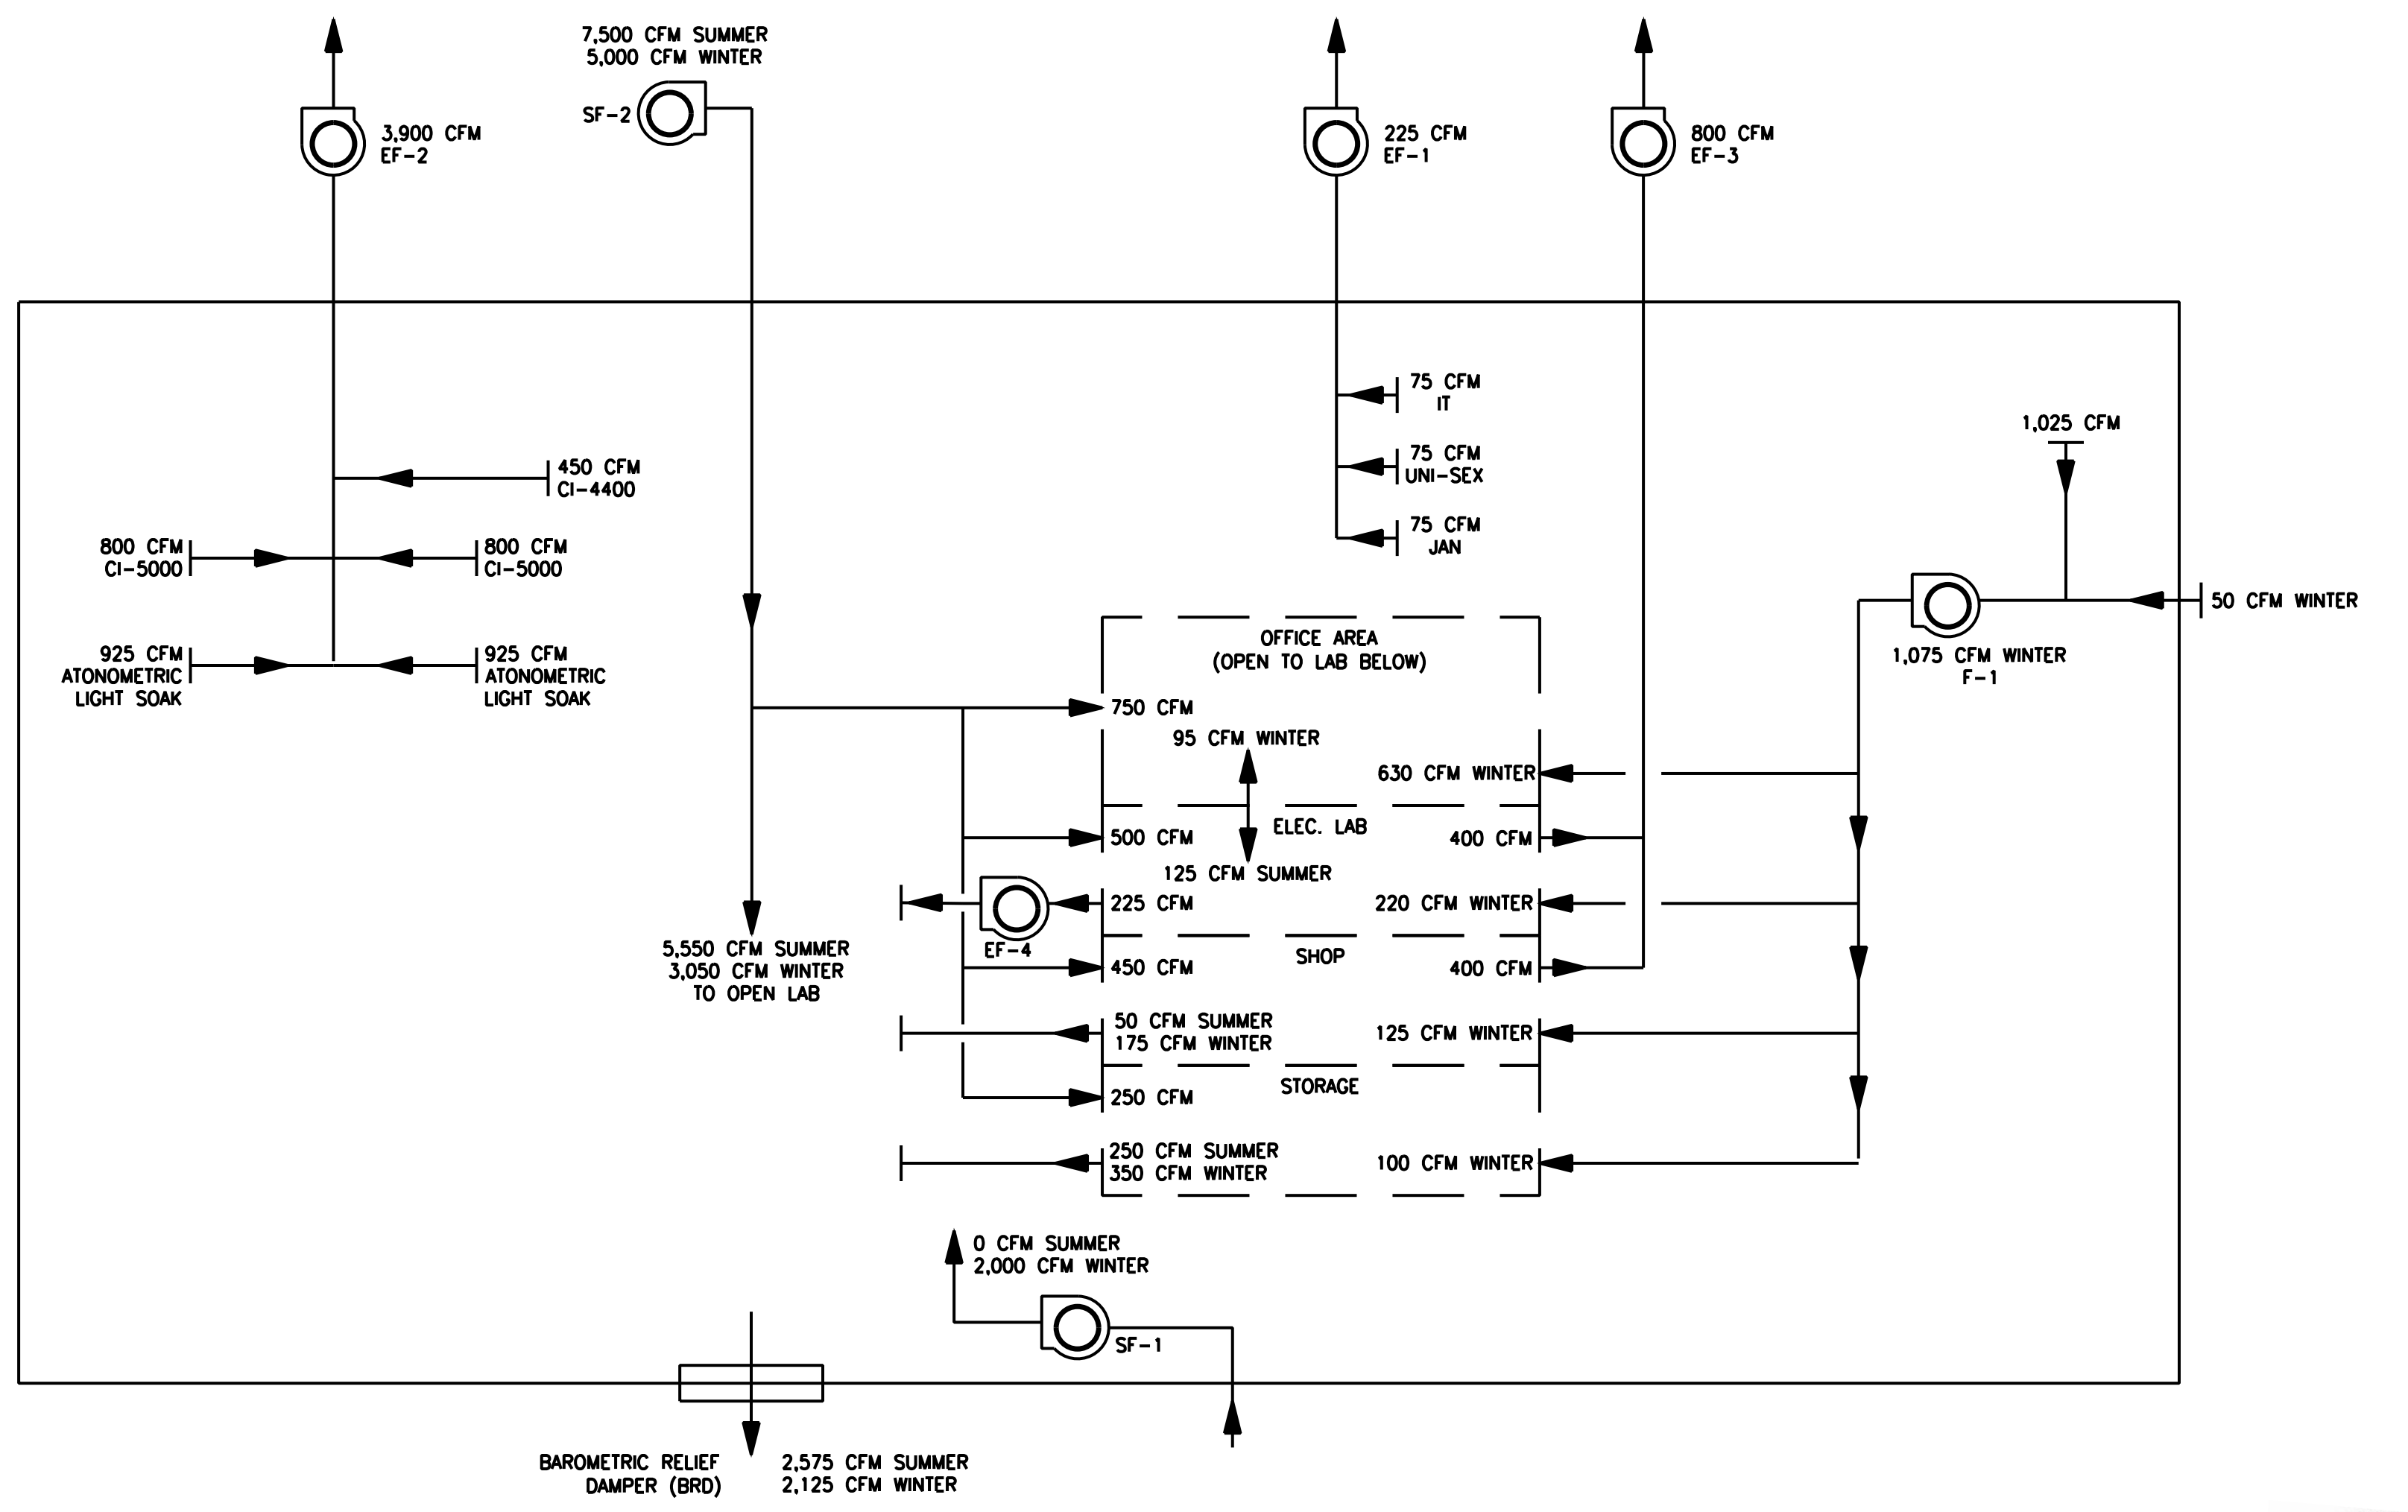 7,500 CFM SUMMER
5,000 CFM WINTER
SF-2
3,900 CFM
EF-2
225 CFM
EF-1
800 CFM
EF-3
75 CFM
IT
75 CFM
UNI-SEX
75 CFM
JAN
1,025 CFM
450 CFM
CI-4400
800 CFM
CI-5000
800 CFM
CI-5000
50 CFM WINTER
925 CFM
ATONOMETRIC
LIGHT SOAK
925 CFM
ATONOMETRIC
LIGHT SOAK
1,075 CFM WINTER
F-1
OFFICE AREA
(OPEN TO LAB BELOW)
750 CFM
95 CFM WINTER
630 CFM WINTER
ELEC. LAB
500 CFM
400 CFM
125 CFM SUMMER
225 CFM
220 CFM WINTER
EF-4
5,550 CFM SUMMER
3,050 CFM WINTER
TO OPEN LAB
SHOP
450 CFM
400 CFM
50 CFM SUMMER
175 CFM WINTER
125 CFM WINTER
STORAGE
250 CFM
250 CFM SUMMER
350 CFM WINTER
100 CFM WINTER
0 CFM SUMMER
2,000 CFM WINTER
SF-1
BAROMETRIC RELIEF
DAMPER (BRD)
2,575 CFM SUMMER
2,125 CFM WINTER